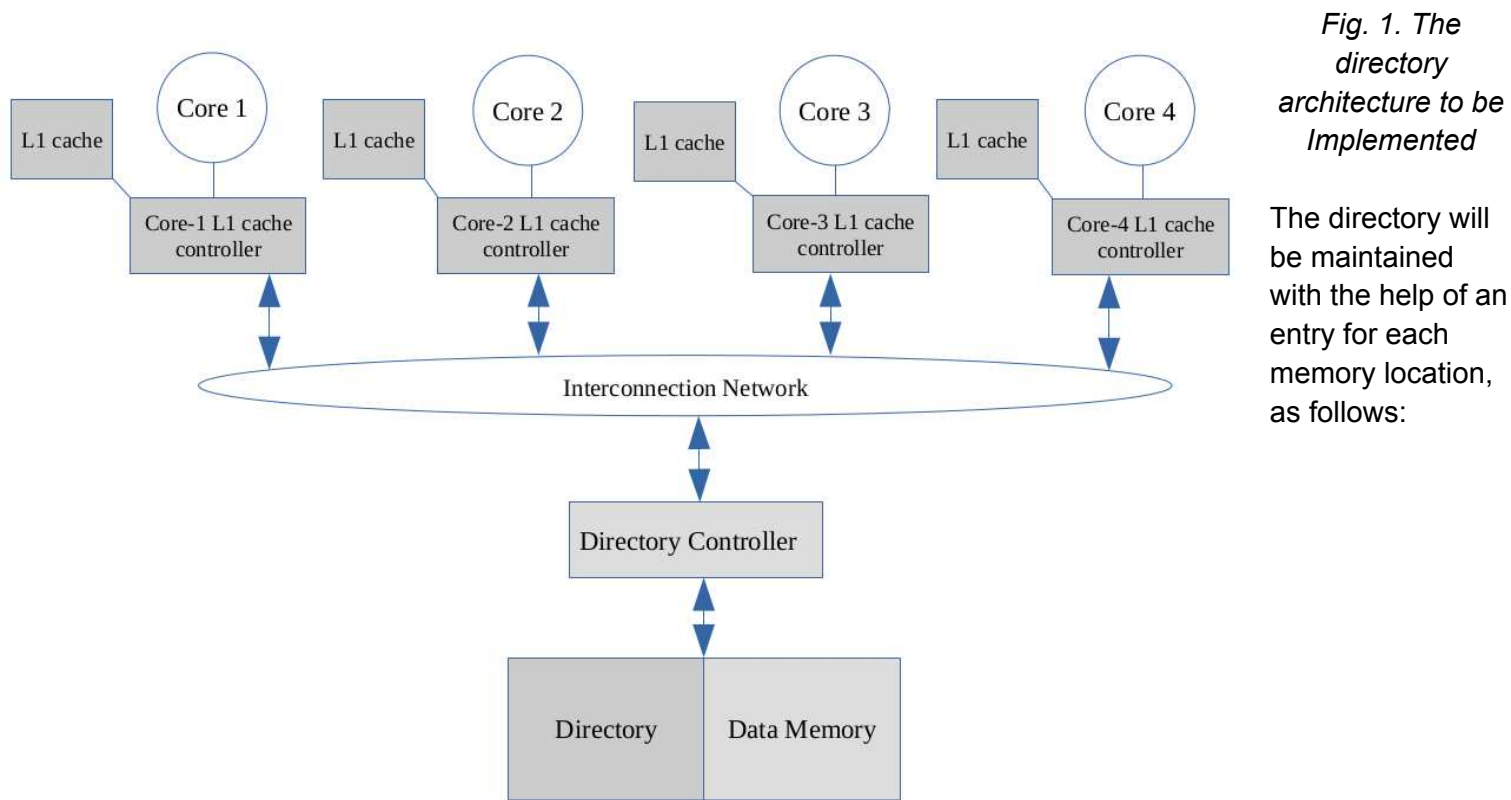 Core 1
Core 2
Core 3
Core 4
L1 cache
L1 cache
L1 cache
L1 cache
Core-1 L1 cache
controller
Core-2 L1 cache
controller
Core-3 L1 cache
controller
Core-4 L1 cache
controller
Interconnection Network
Directory Controller
Directory
Data Memory
Fig. 1. The
directory
architecture to be
Implemented
The directory will
be maintained
with the help of an
entry for each
memory location,
as follows: